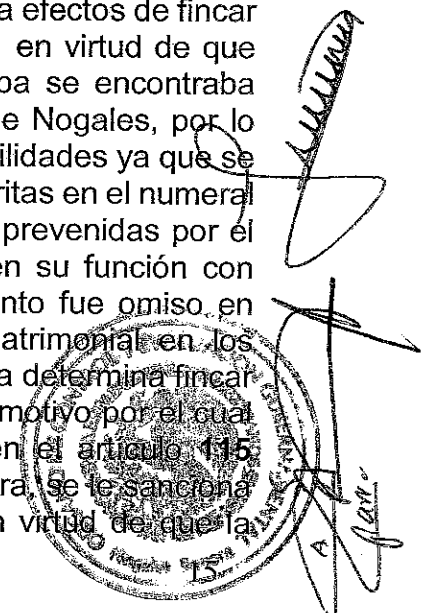 a efectos de fincar
en virtud de que
ba se encontraba
e Nogales, por lo
ilidades ya que se
ritas en el numeral
prevenidas por el
en su función con
nto fue omiso en
atrimonial en los
a determina fincar
motivo por el cual
en el artículo 115
ra, se le sanciona
n virtud de que la
15